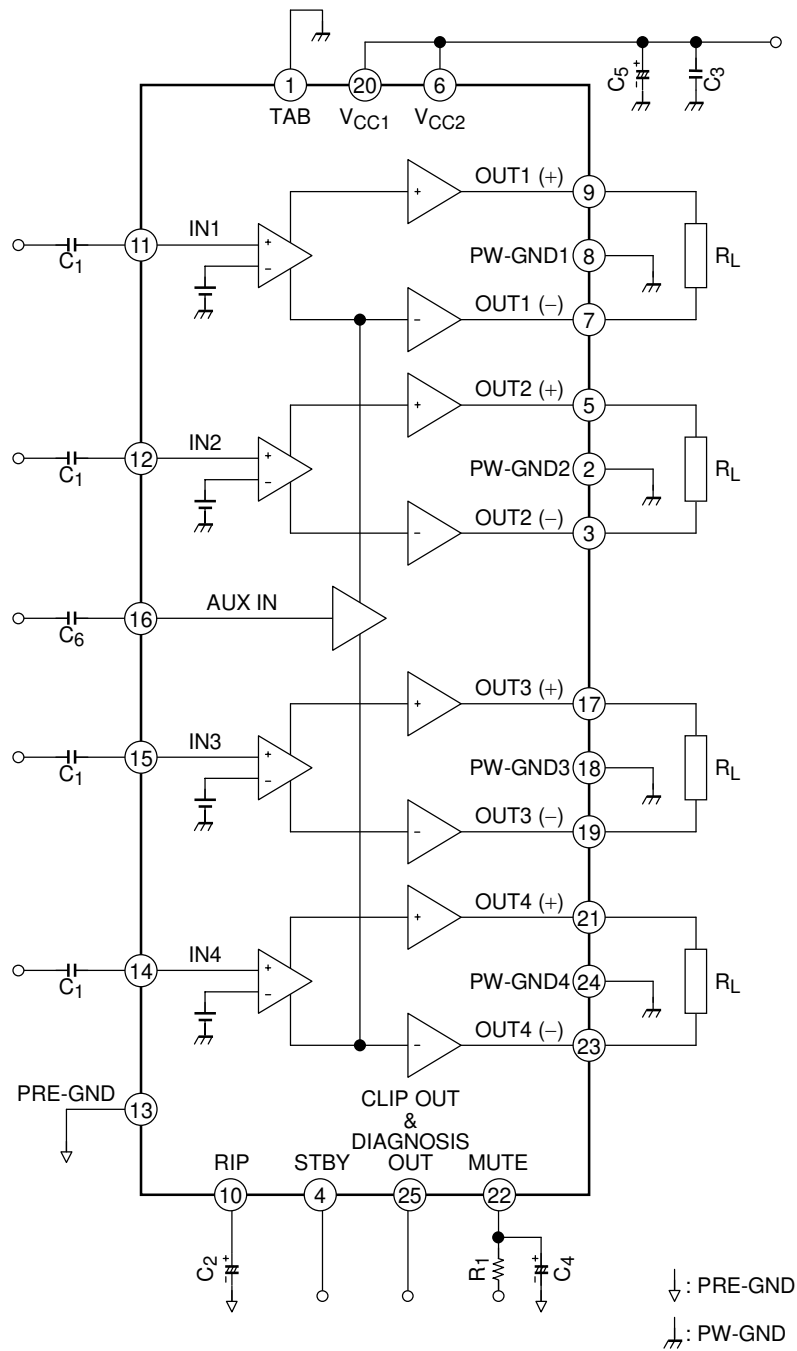 1 20 6
TAB VCC1 VCC2
C5 + - C3
OUT1 (+) 9
IN1 11 C1 + - +
PW-GND1 8 RL
OUT1 (−) 7 -
OUT2 (+) 5 +
IN2 12 C1 + -
PW-GND2 2 RL
OUT2 (−) 3 -
AUX IN 16 C6
OUT3 (+) 17 +
IN3 15 C1 + -
PW-GND3 18 RL
OUT3 (−) 19 -
OUT4 (+) 21 +
IN4 14 C1 + -
PW-GND4 24 RL
OUT4 (−) 23 -
PRE-GND 13
CLIP OUT
&
DIAGNOSIS
RIP STBY OUT MUTE
10 4 25 22
C2 + - R1 C4 + -
: PRE-GND
: PW-GND